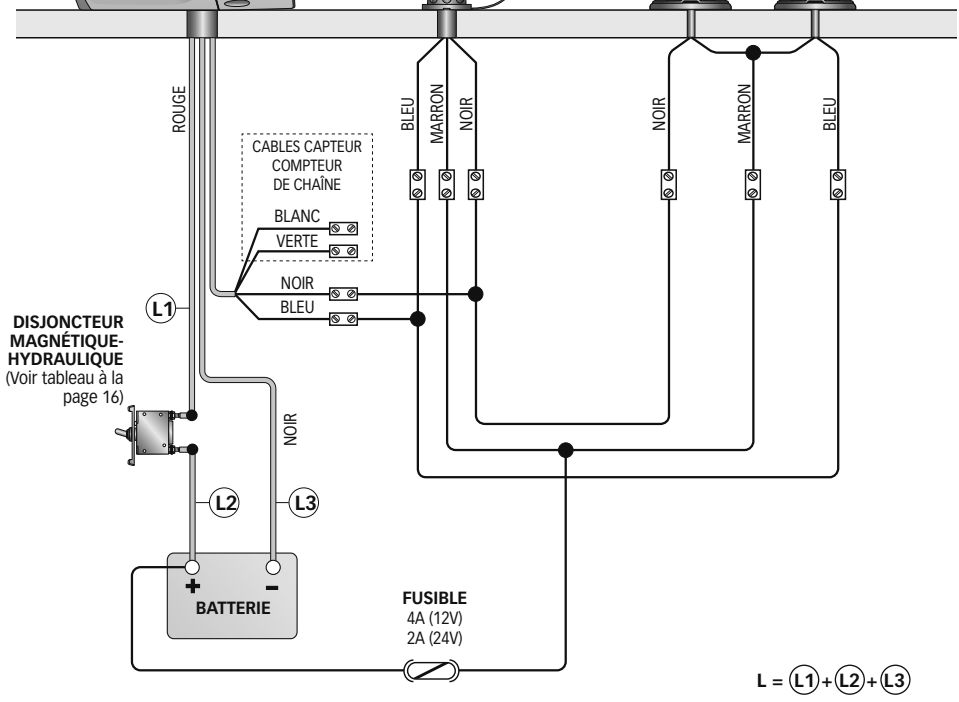 ROUGE
BLEU
MARRON
NOIR
NOIR
MARRON
BLEU
CABLES CAPTEUR
COMPTEUR
DE CHAÎNE
BLANC
VERTE
NOIR
BLEU
L1
DISJONCTEUR
MAGNÉTIQUE-
HYDRAULIQUE
(Voir tableau à la
page 16)
NOIR
L2
L3
+
-
BATTERIE
FUSIBLE
4A (12V)
2A (24V)
L = L1 + L2 + L3